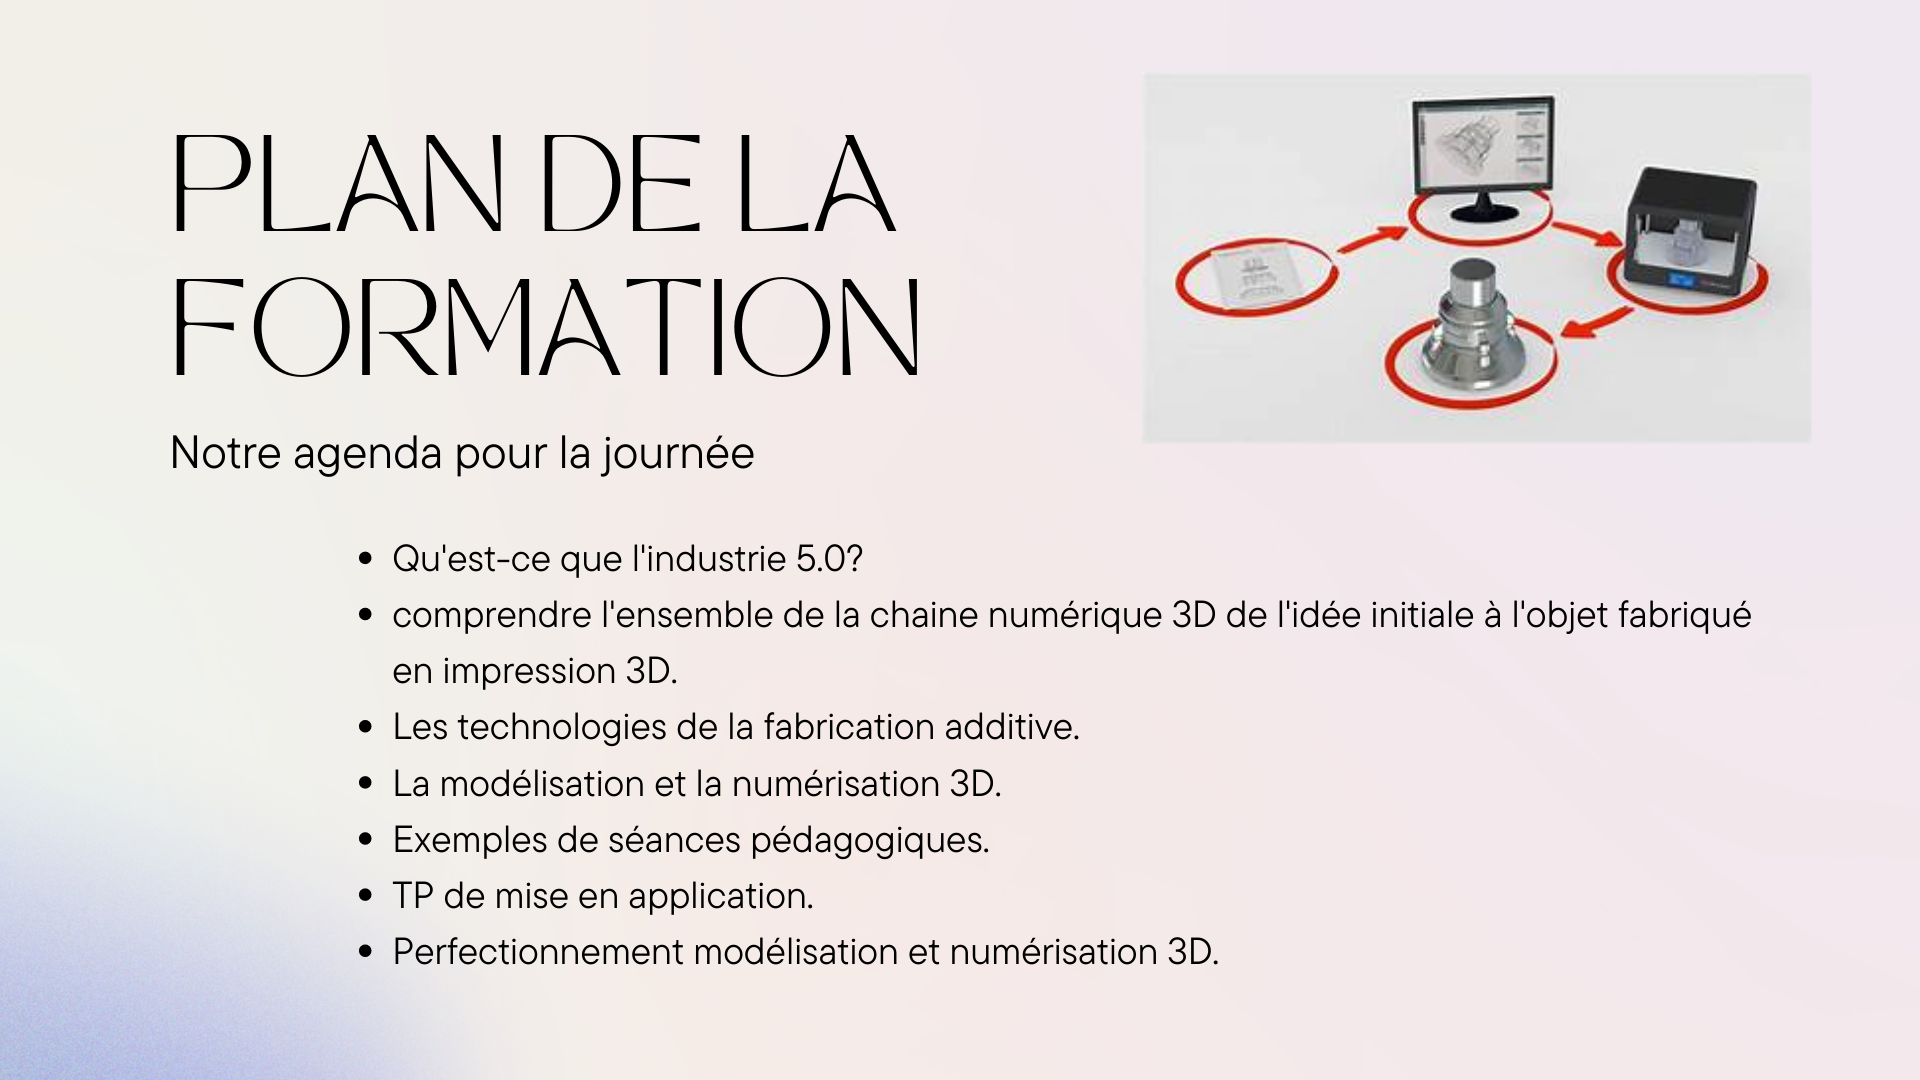 PLAN DE LA
FORMATION
Notre agenda pour la journée
• Qu'est-ce que l'industrie 5.0?
• comprendre l'ensemble de la chaine numérique 3D de l'idée initiale à l'objet fabriqué
en impression 3D.
• Les technologies de la fabrication additive.
• La modélisation et la numérisation 3D.
• Exemples de séances pédagogiques.
• TP de mise en application.
• Perfectionnement modélisation et numérisation 3D.